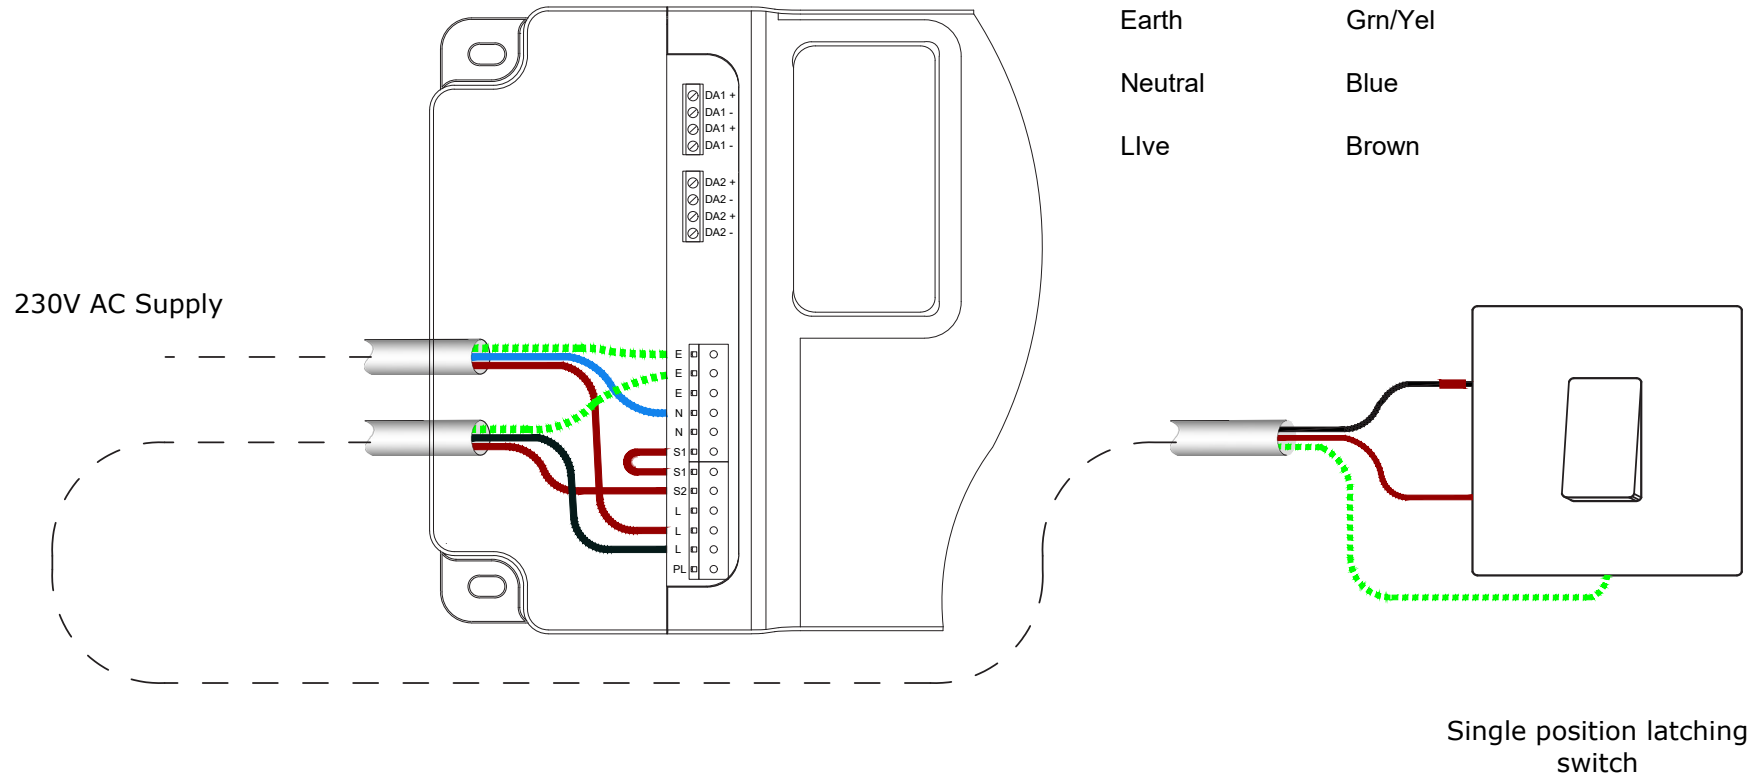 Earth Grn/Yel
Neutral Blue
LIve Brown
DA1 +
DA1 -
DA1 +
DA1 -
DA2 +
DA2 -
DA2 +
DA2 -
230V AC Supply
E
E
E
N
N
S1
S1
S2
L
L
L
PL
Single position latching
switch